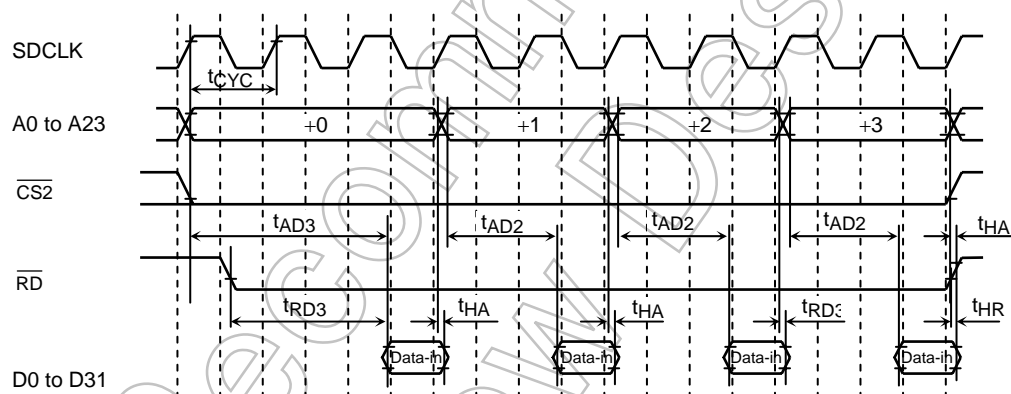 SDCLK
tCYC
A0 to A23
+0 +1 +2 +3
CS2
tAD3 tAD2 tAD2 tAD2 tHA
RD
tRD3 tHA tHA tRD3 tHR
Data-in Data-in Data-in Data-in
D0 to D31